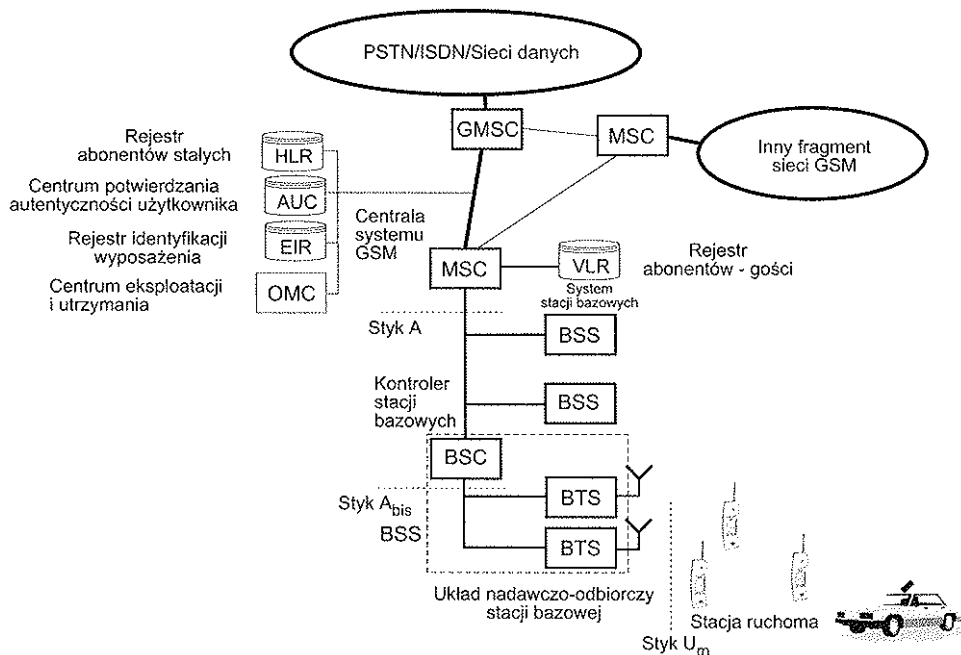 PSTN/ISDN/Sieci danych
GMSC
MSC
Inny fragment
sieci GSM
Rejestr
abonentów stałych
HLR
Centrum potwierdzania
autentyczności użytkownika
AUC
Rejestr identyfikacji
wyposażenia
EIR
Centrum eksploatacji
i utrzymania
OMC
Centrala
systemu
GSM
MSC
VLR
Rejestr
abonentów - gości
System
stacji bazowych
Styk A
BSS
Kontroler
stacji
bazowych
BSS
BSC
Styk Abis
BSS
BTS
BTS
Układ nadawczo-odbiorczy
stacji bazowej
Stacja ruchoma
Styk Um